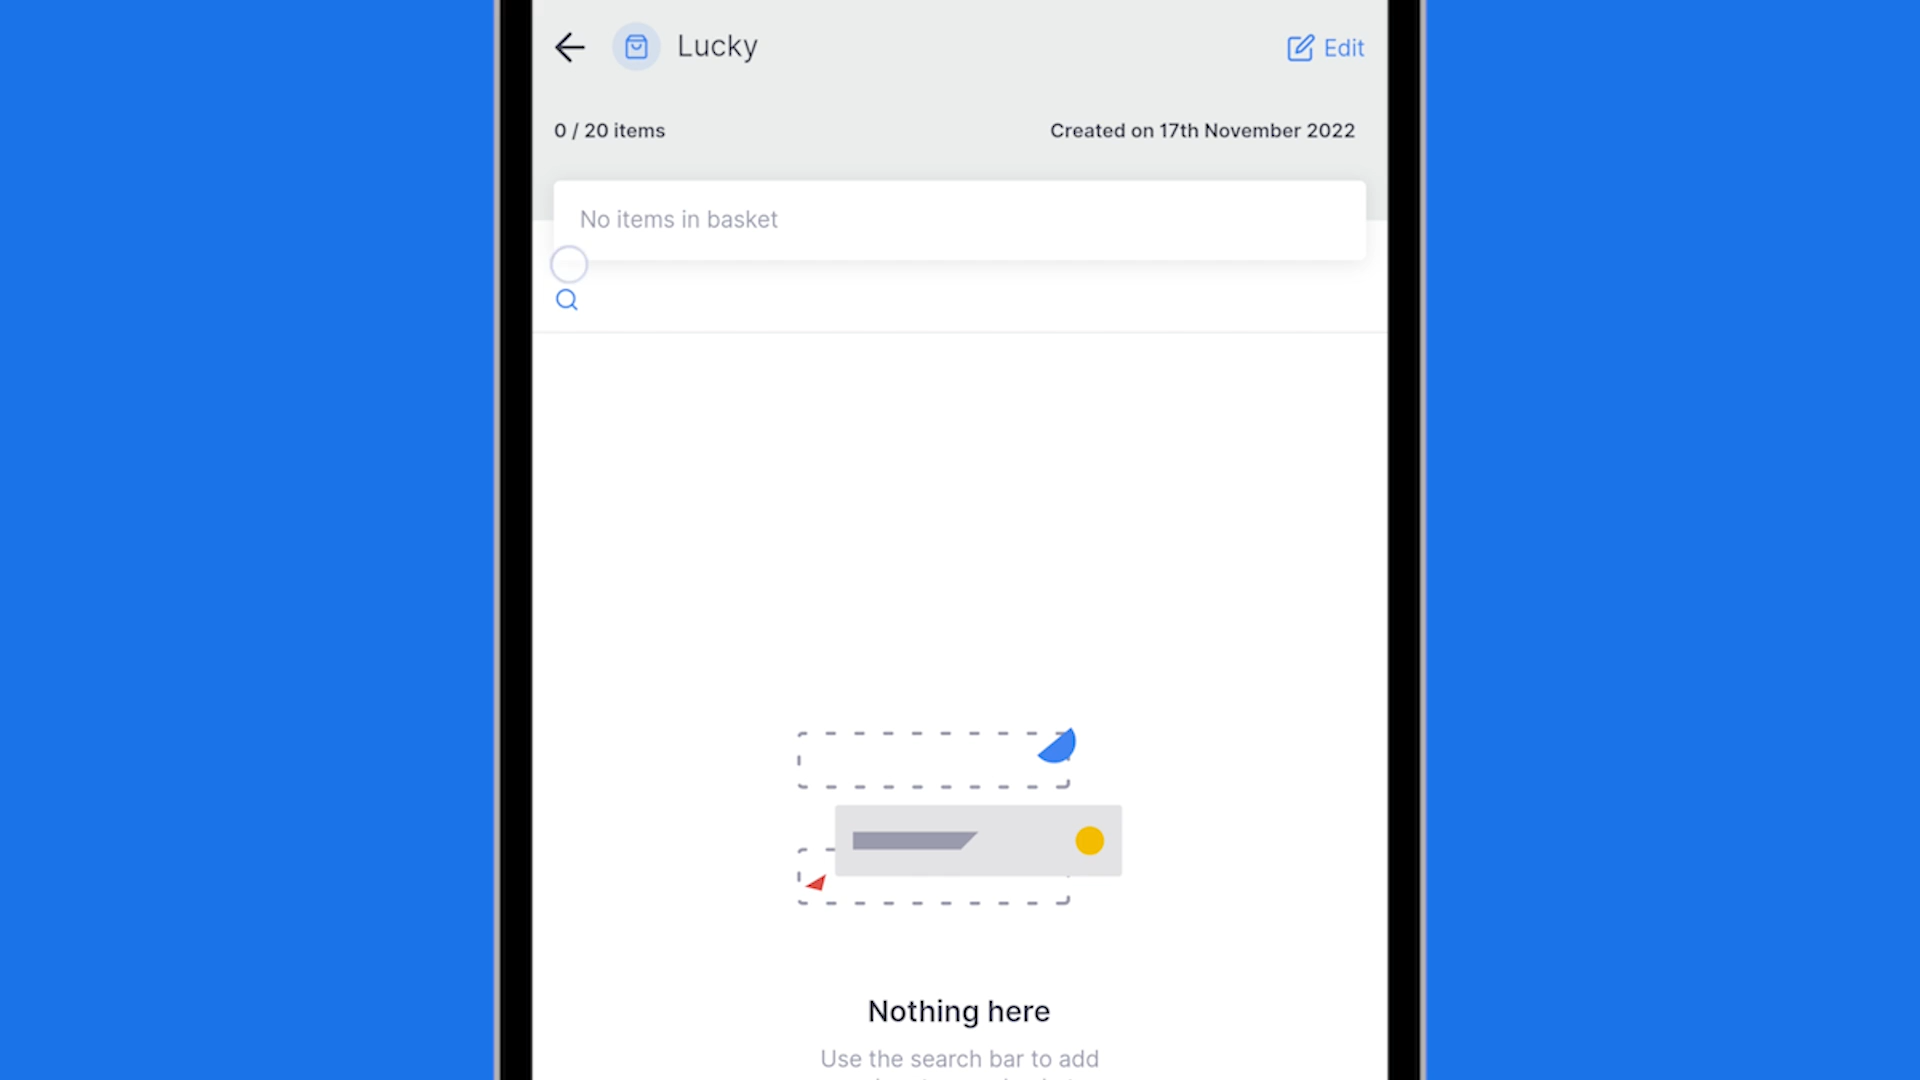 Lucky
Edit
0 / 20 items
Created on 17th November 2022
No items in basket
Nothing here
Use the search bar to add